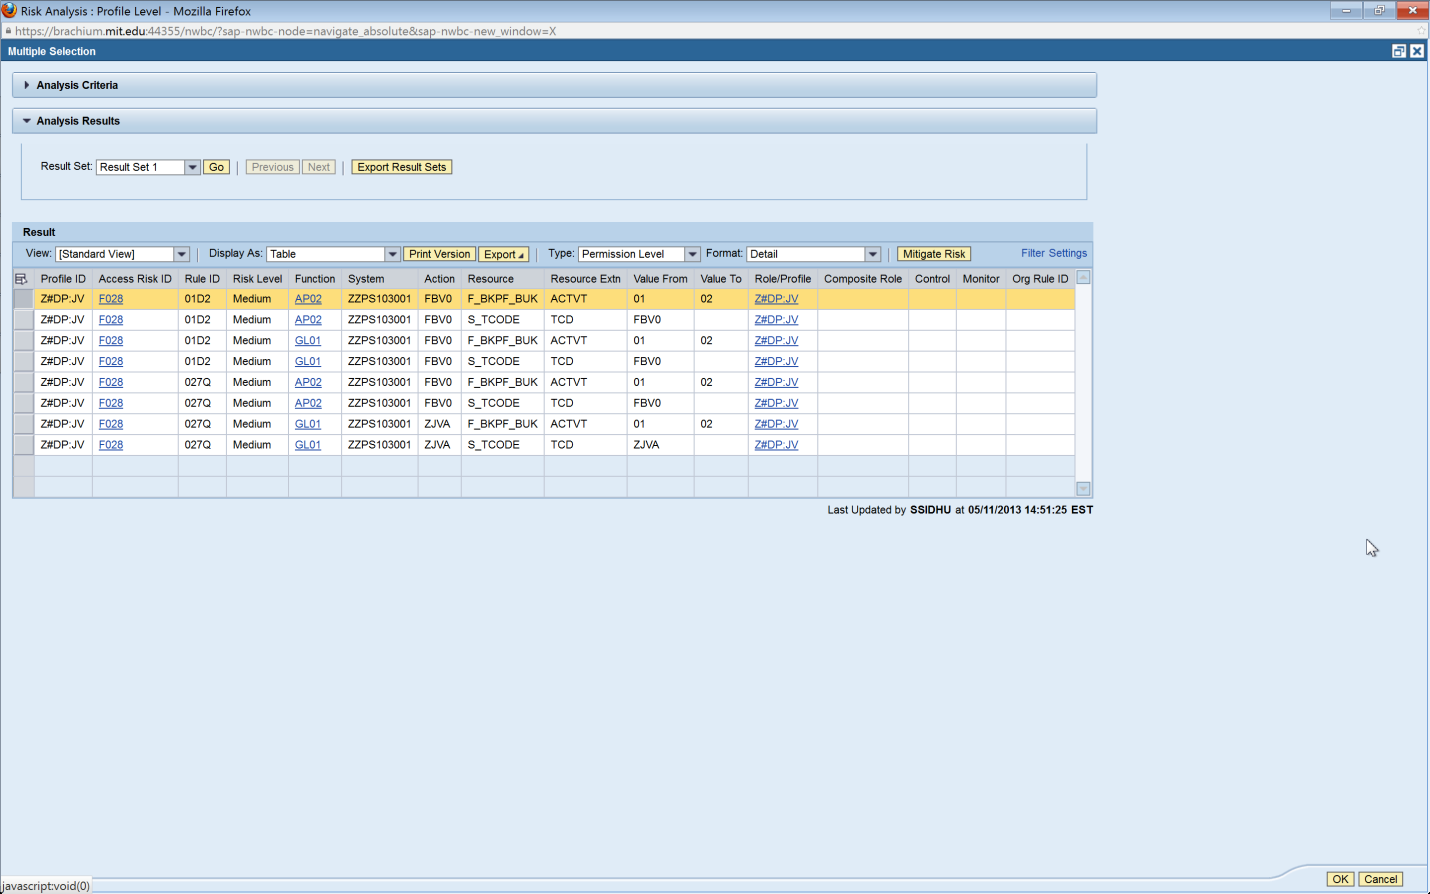 Risk Analysis : Profile Level - Mozilla Firefox
https://brachium.mit.edu:44355/nwbc/?sap-nwbc-node=navigate_absolute&sap-nwbc-new_window=X
Multiple Selection
Analysis Criteria
Analysis Results
Result Set: Result Set 1 Go Previous Next Export Result Sets
Result
View: [Standard View] Display As: Table Print Version Export Type: Permission Level Format: Detail Mitigate Risk Filter Settings
Profile ID Access Risk ID Rule ID Risk Level Function System Action Resource Resource Extn Value From Value To Role/Profile Composite Role Control Monitor Org Rule ID
Z#DP:JV F028 01D2 Medium AP02 ZZPS103001 FBV0 F_BKPF_BUK ACTVT 01 02 Z#DP:JV
Z#DP:JV F028 01D2 Medium AP02 ZZPS103001 FBV0 S_TCODE TCD FBV0 Z#DP:JV
Z#DP:JV F028 01D2 Medium GL01 ZZPS103001 FBV0 F_BKPF_BUK ACTVT 01 02 Z#DP:JV
Z#DP:JV F028 01D2 Medium GL01 ZZPS103001 FBV0 S_TCODE TCD FBV0 Z#DP:JV
Z#DP:JV F028 027Q Medium AP02 ZZPS103001 FBV0 F_BKPF_BUK ACTVT 01 02 Z#DP:JV
Z#DP:JV F028 027Q Medium AP02 ZZPS103001 FBV0 S_TCODE TCD FBV0 Z#DP:JV
Z#DP:JV F028 027Q Medium GL01 ZZPS103001 ZJVA F_BKPF_BUK ACTVT 01 02 Z#DP:JV
Z#DP:JV F028 027Q Medium GL01 ZZPS103001 ZJVA S_TCODE TCD ZJVA Z#DP:JV
Last Updated by SSIDHU at 05/11/2013 14:51:25 EST
OK Cancel
javascript:void(0)